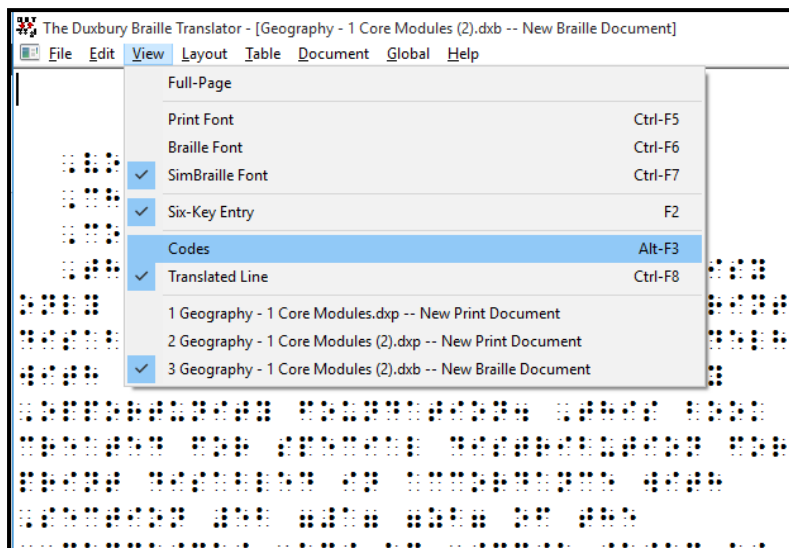 The Duxbury Braille Translator - [Geography - 1 Core Modules (2).dxb -- New Braille Document]
File Edit View Layout Table Document Global Help
Full-Page
Print Font Ctrl-F5
Braille Font Ctrl-F6
SimBraille Font Ctrl-F7
Six-Key Entry F2
Codes Alt-F3
Translated Line Ctrl-F8
1 Geography - 1 Core Modules.dxp -- New Print Document
2 Geography - 1 Core Modules (2).dxp -- New Print Document
3 Geography - 1 Core Modules (2).dxb -- New Braille Document
⠠⠕⠏⠏⠕⠗⠞⠥⠝⠊⠞⠽ ⠋⠕⠥⠝⠙⠁⠞⠊⠕⠝⠲ ⠠⠞⠓⠊⠎ ⠃⠕⠕⠅
⠉⠗⠑⠁⠞⠑⠙ ⠋⠕⠗ ⠎⠏⠑⠉⠊⠁⠇ ⠙⠊⠎⠞⠗⠊⠃⠥⠞⠊⠕⠝ ⠋⠕⠗
⠏⠗⠊⠝⠞ ⠙⠊⠎⠁⠃⠇⠑⠙ ⠊⠝ ⠁⠉⠉⠕⠗⠙⠁⠝⠉⠑ ⠺⠊⠞⠓
⠠⠎⠑⠉⠞⠊⠕⠝ ⠼⠑⠃ ⠕⠋ ⠞⠓⠑